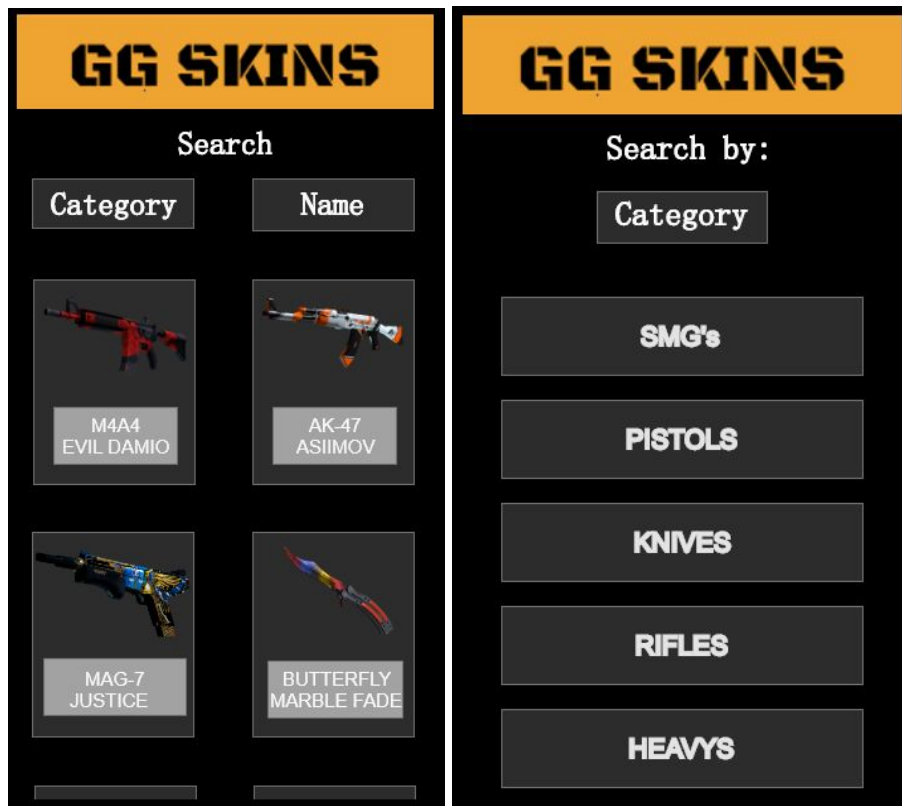 GG SKINS
Search
Category Name
M4A4
EVIL DAMIO
AK-47
ASIIMOV
MAG-7
JUSTICE
BUTTERFLY
MARBLE FADE
GG SKINS
Search by:
Category
SMG's
PISTOLS
KNIVES
RIFLES
HEAVYS